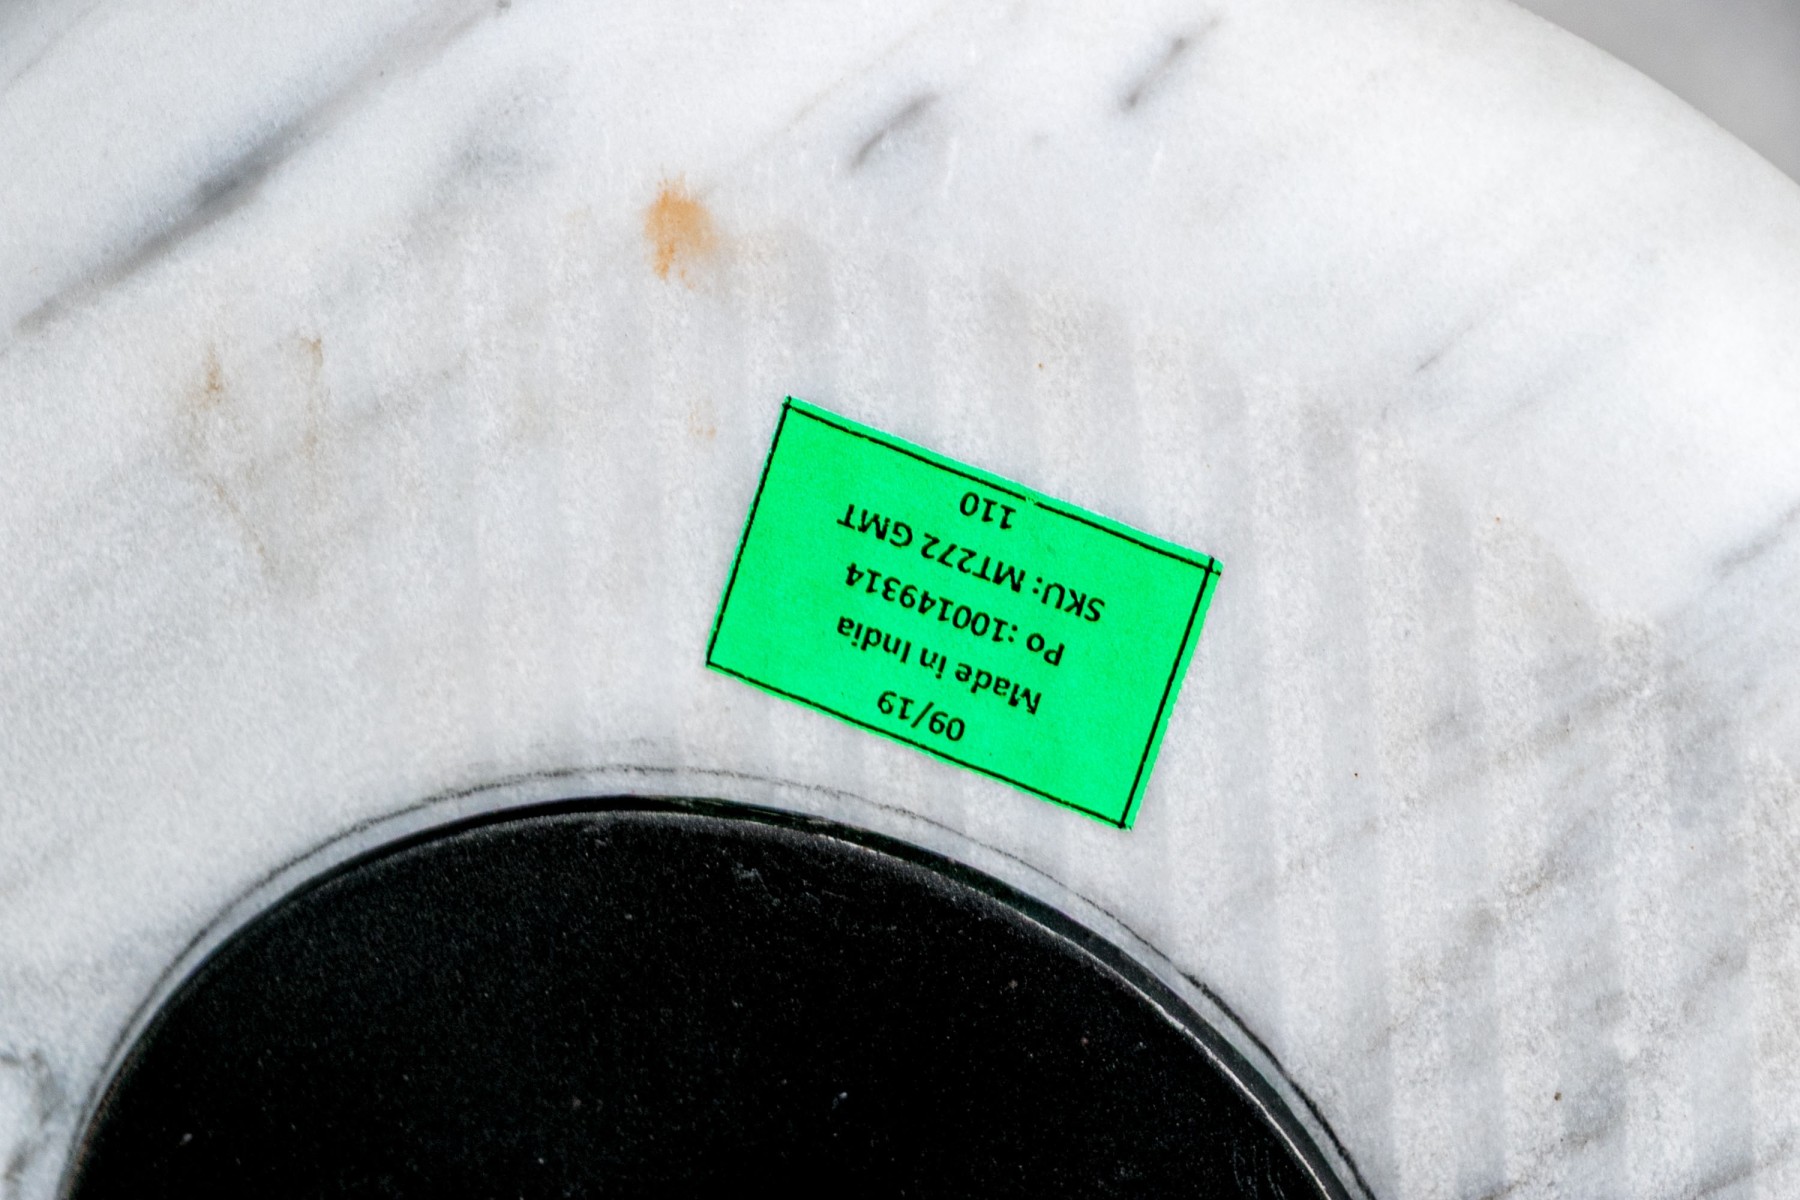 09/19
Made in India
Po :100149314
SKU: MT272 GMT
110